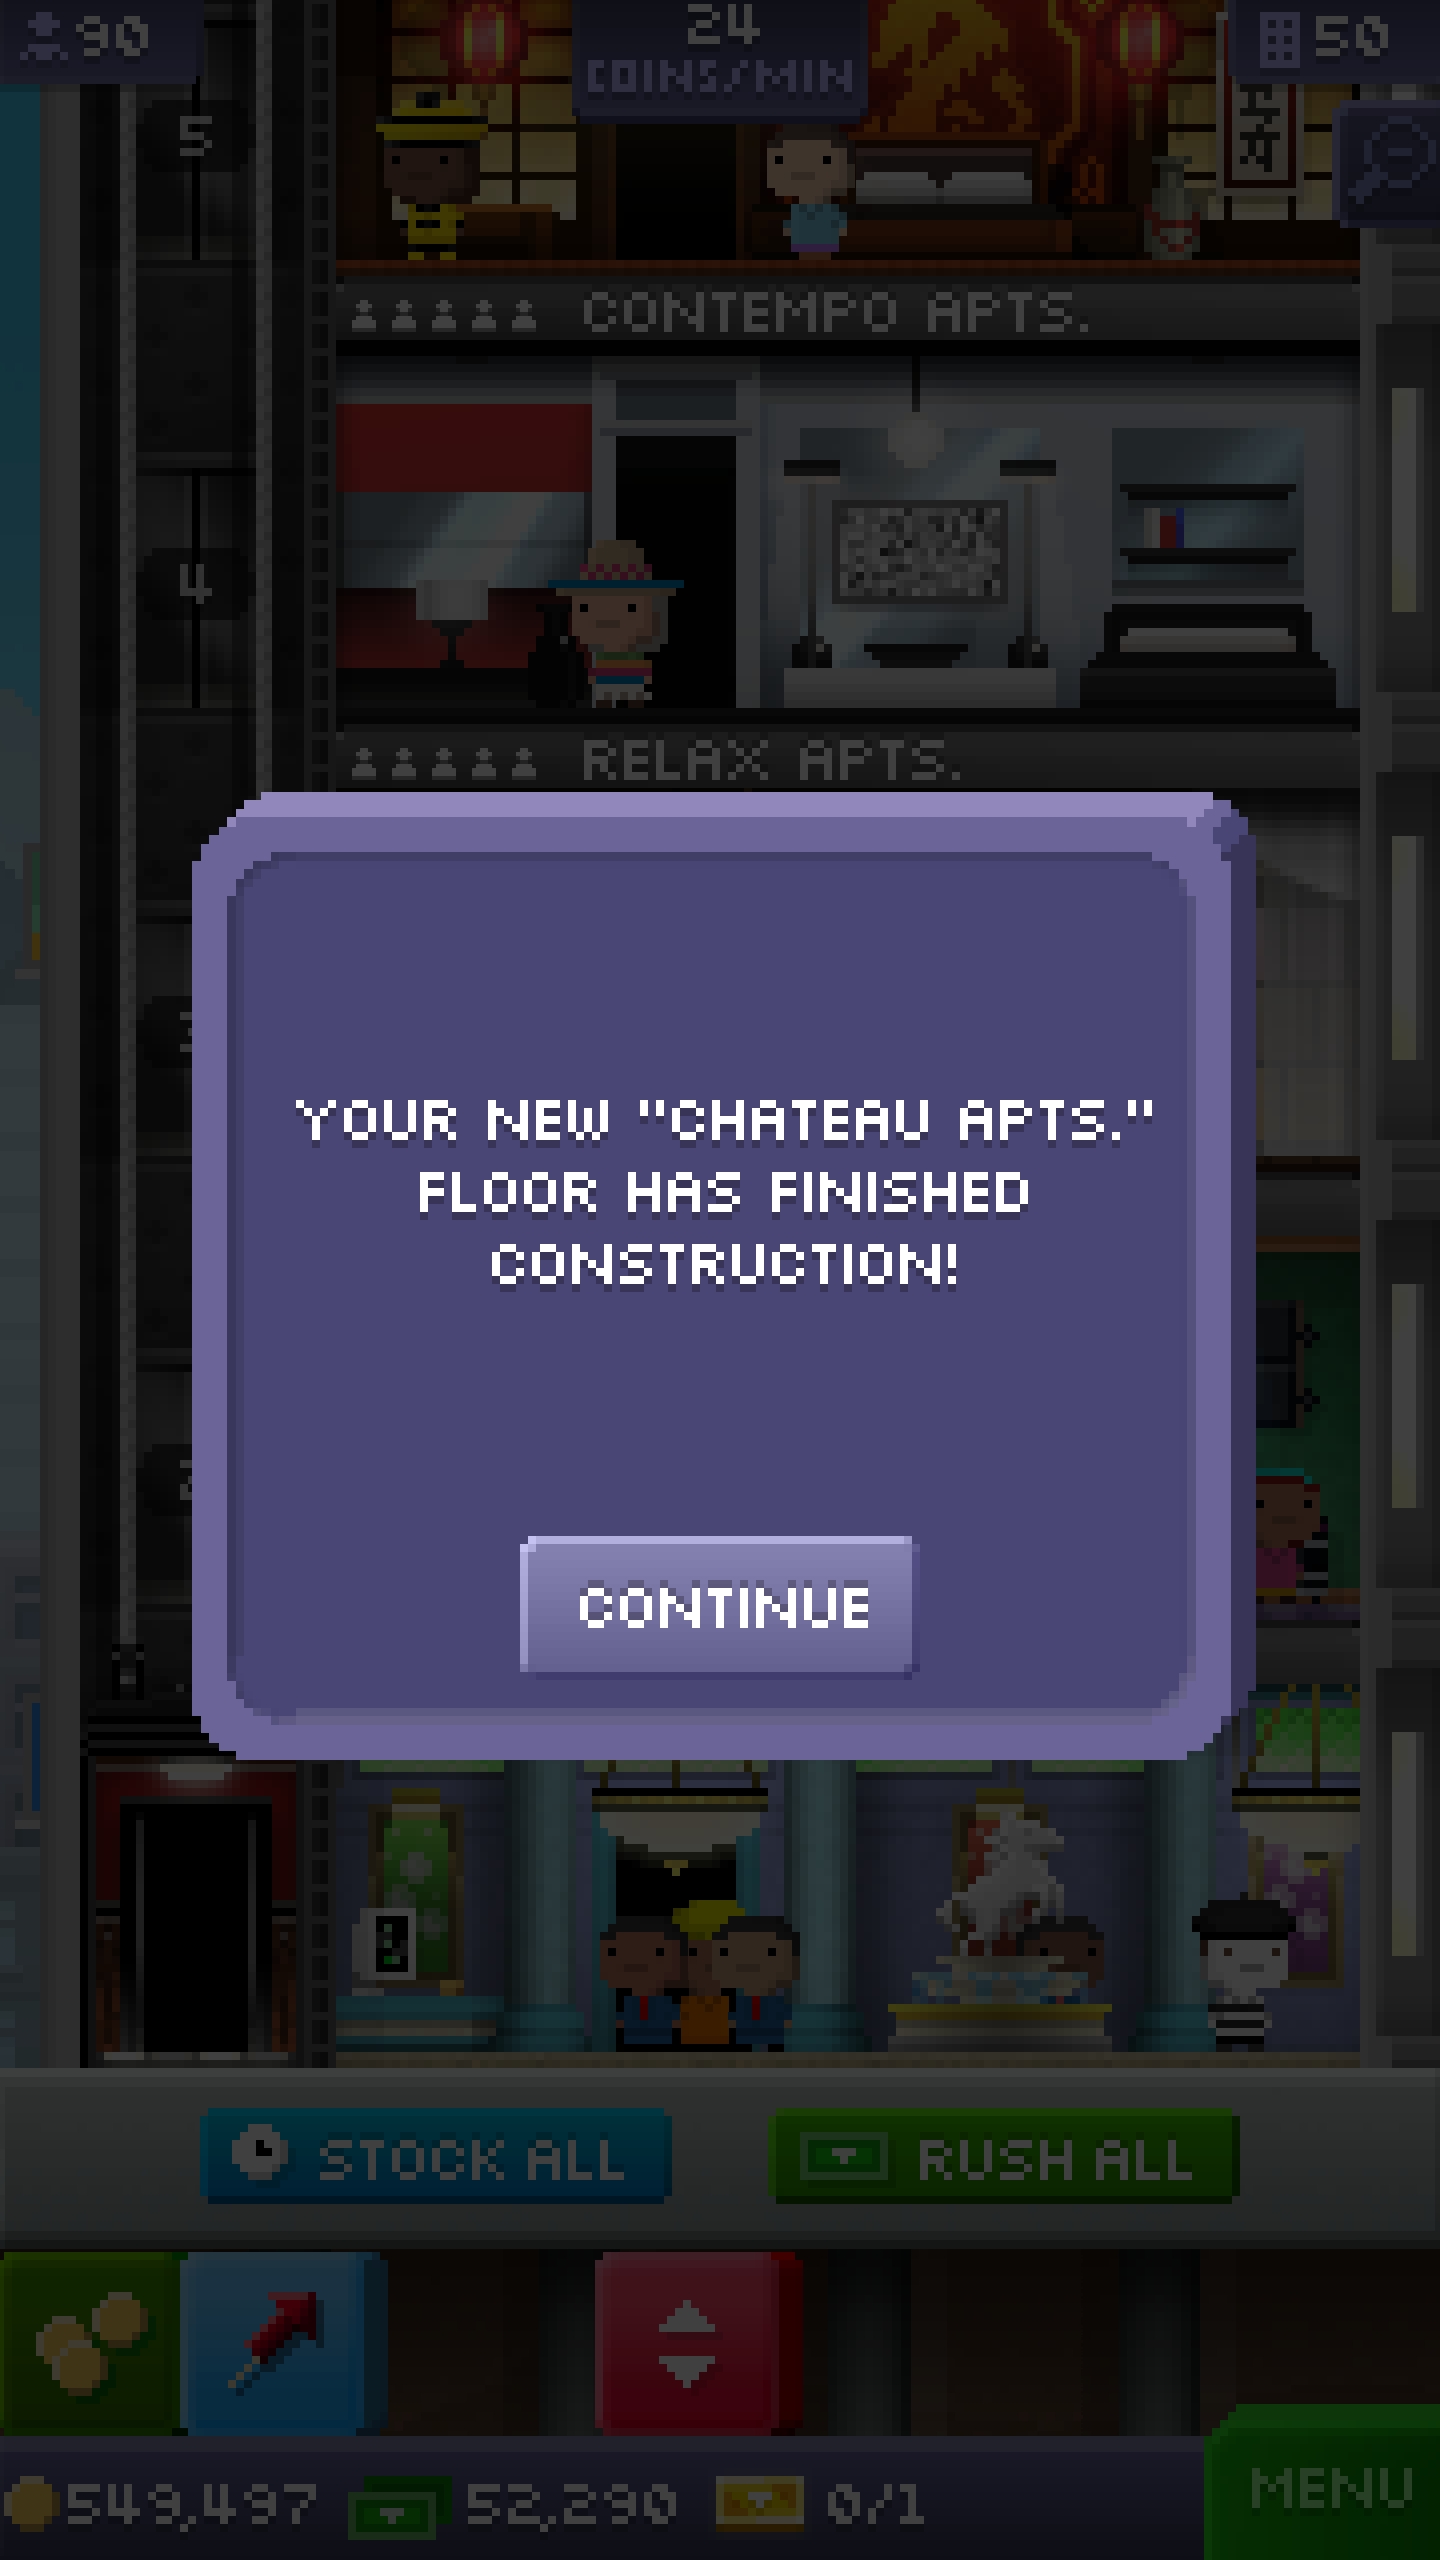 90
24
COINS/MIN
50
5
CONTEMPO APTS.
4
RELAX APTS.
YOUR NEW "CHATEAU APTS."
FLOOR HAS FINISHED
CONSTRUCTION!
CONTINUE
STOCK ALL
RUSH ALL
549,497
52,290
0/1
MENU